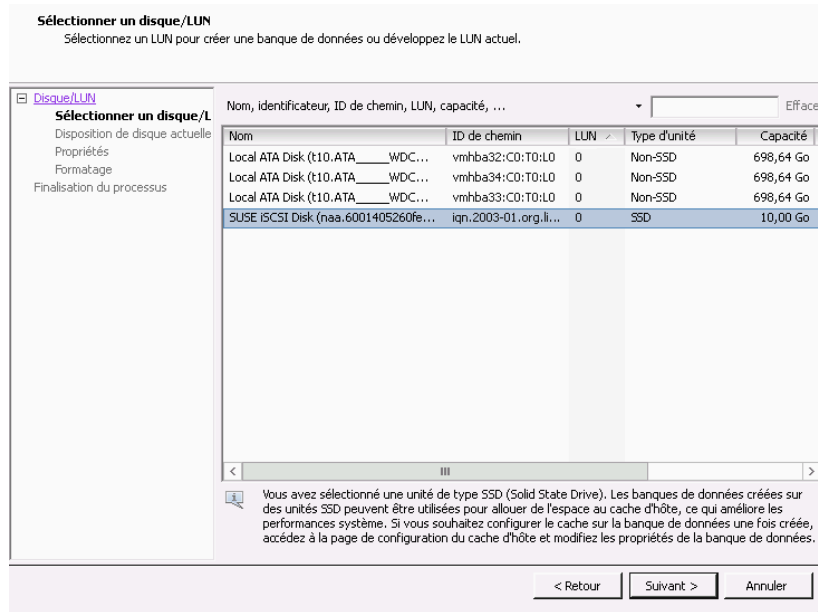 Sélectionner un disque/LUN
Sélectionnez un LUN pour créer une banque de données ou développez le LUN actuel.
Disque/LUN
Sélectionner un disque/L
Disposition de disque actuelle
Propriétés
Formatage
Finalisation du processus
Nom, identificateur, ID de chemin, LUN, capacité, ... Efface
Nom ID de chemin LUN Type d'unité Capacité
Local ATA Disk (t10.ATA_____WDC... vmhba32:C0:T0:L0 0 Non-SSD 698,64 Go
Local ATA Disk (t10.ATA_____WDC... vmhba34:C0:T0:L0 0 Non-SSD 698,64 Go
Local ATA Disk (t10.ATA_____WDC... vmhba33:C0:T0:L0 0 Non-SSD 698,64 Go
SUSE iSCSI Disk (naa.6001405260fe... iqn.2003-01.org.li... 0 SSD 10,00 Go
Vous avez sélectionné une unité de type SSD (Solid State Drive). Les banques de données créées sur
des unités SSD peuvent être utilisées pour allouer de l'espace au cache d'hôte, ce qui améliore les
performances système. Si vous souhaitez configurer le cache sur la banque de données une fois créée,
accédez à la page de configuration du cache d'hôte et modifiez les propriétés de la banque de données.
< Retour Suivant > Annuler